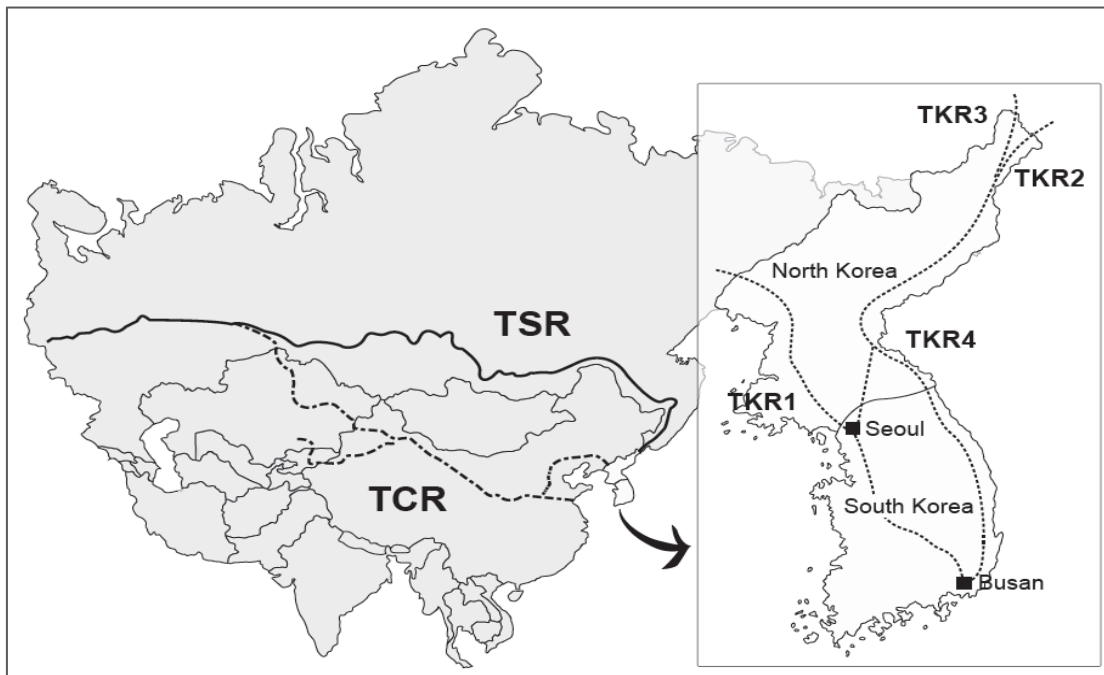 TKR3
TKR2
North Korea
TSR
TKR4
TKR1
Seoul
TCR
South Korea
Busan